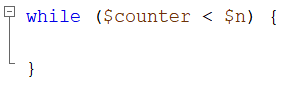 while ($counter < $n) {
}